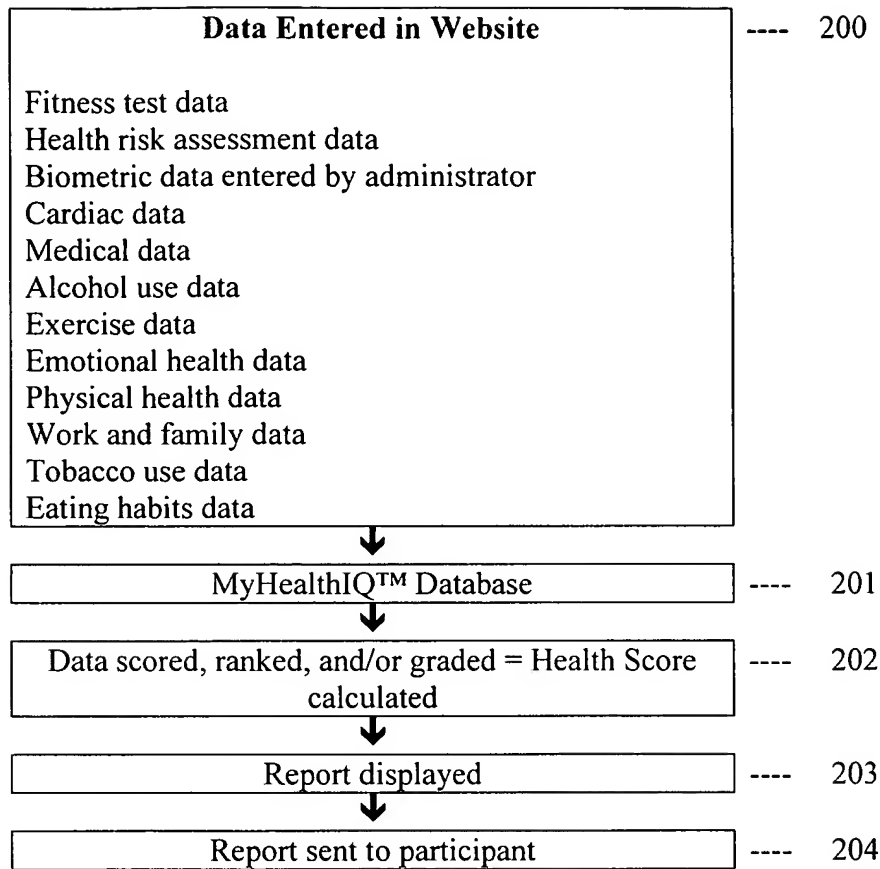 Data Entered in Website ---- 200
Fitness test data
Health risk assessment data
Biometric data entered by administrator
Cardiac data
Medical data
Alcohol use data
Exercise data
Emotional health data
Physical health data
Work and family data
Tobacco use data
Eating habits data
MyHealthIQ™ Database ---- 201
Data scored, ranked, and/or graded = Health Score ---- 202
calculated
Report displayed ---- 203
Report sent to participant ---- 204